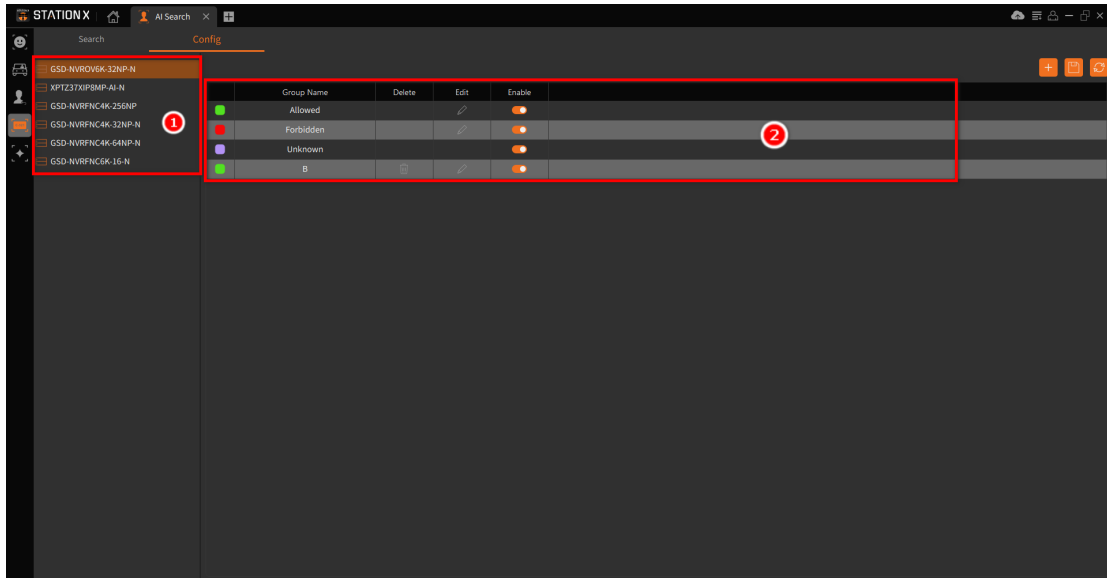 STATION X
AI Search
Search
Config
GSD-NVROV6K-32NP-N
XPTZ37XIP8MP-AI-N
GSD-NVRFNC4K-256NP
GSD-NVRFNC4K-32NP-N
GSD-NVRFNC4K-64NP-N
GSD-NVRFNC6K-16-N
1
Group Name Delete Edit Enable
Allowed
Forbidden
Unknown
B
2